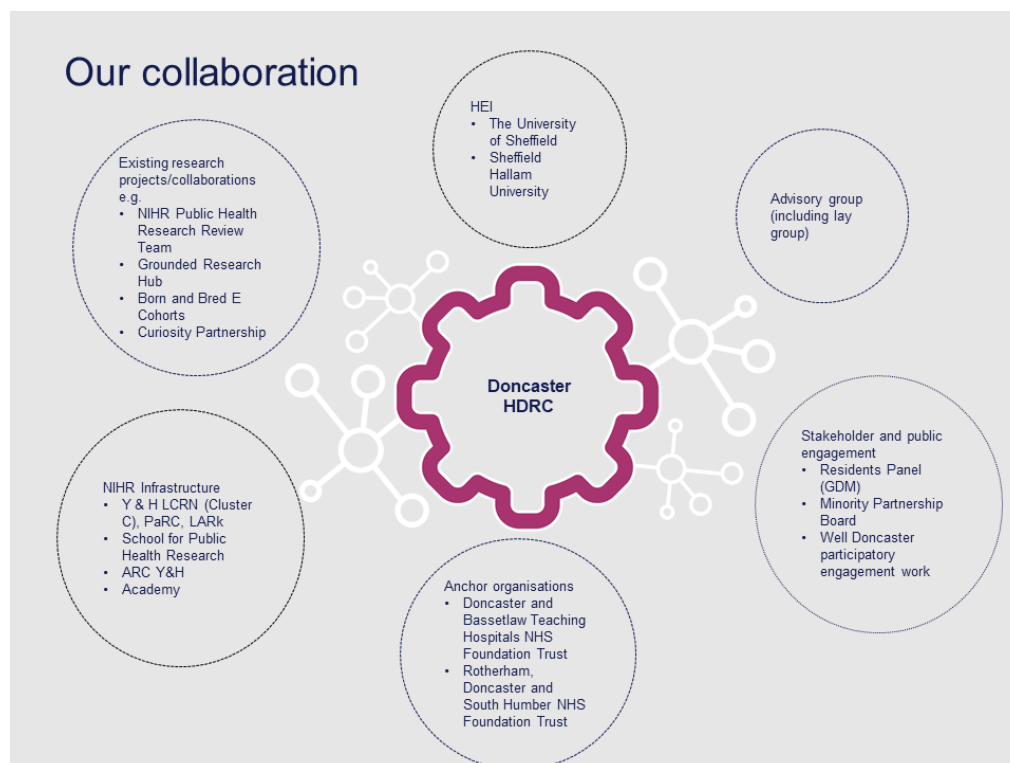 Our collaboration
HEI
• The University
of Sheffield
• Sheffield
Hallam
University
Existing research
projects/collaborations
e.g.
• NIHR Public Health
Research Review
Team
• Grounded Research
Hub
• Born and Bred E
Cohorts
• Curiosity Partnership
Advisory group
(including lay
group)
Doncaster
HDRC
Stakeholder and public
engagement
• Residents Panel
(GDM)
• Minority Partnership
Board
• Well Doncaster
participatory
engagement work
NIHR Infrastructure
• Y & H LCRN (Cluster
C), PaRC, LARk
• School for Public
Health Research
• ARC Y&H
• Academy
Anchor organisations
• Doncaster and
Bassetlaw Teaching
Hospitals NHS
Foundation Trust
• Rotherham,
Doncaster and
South Humber NHS
Foundation Trust